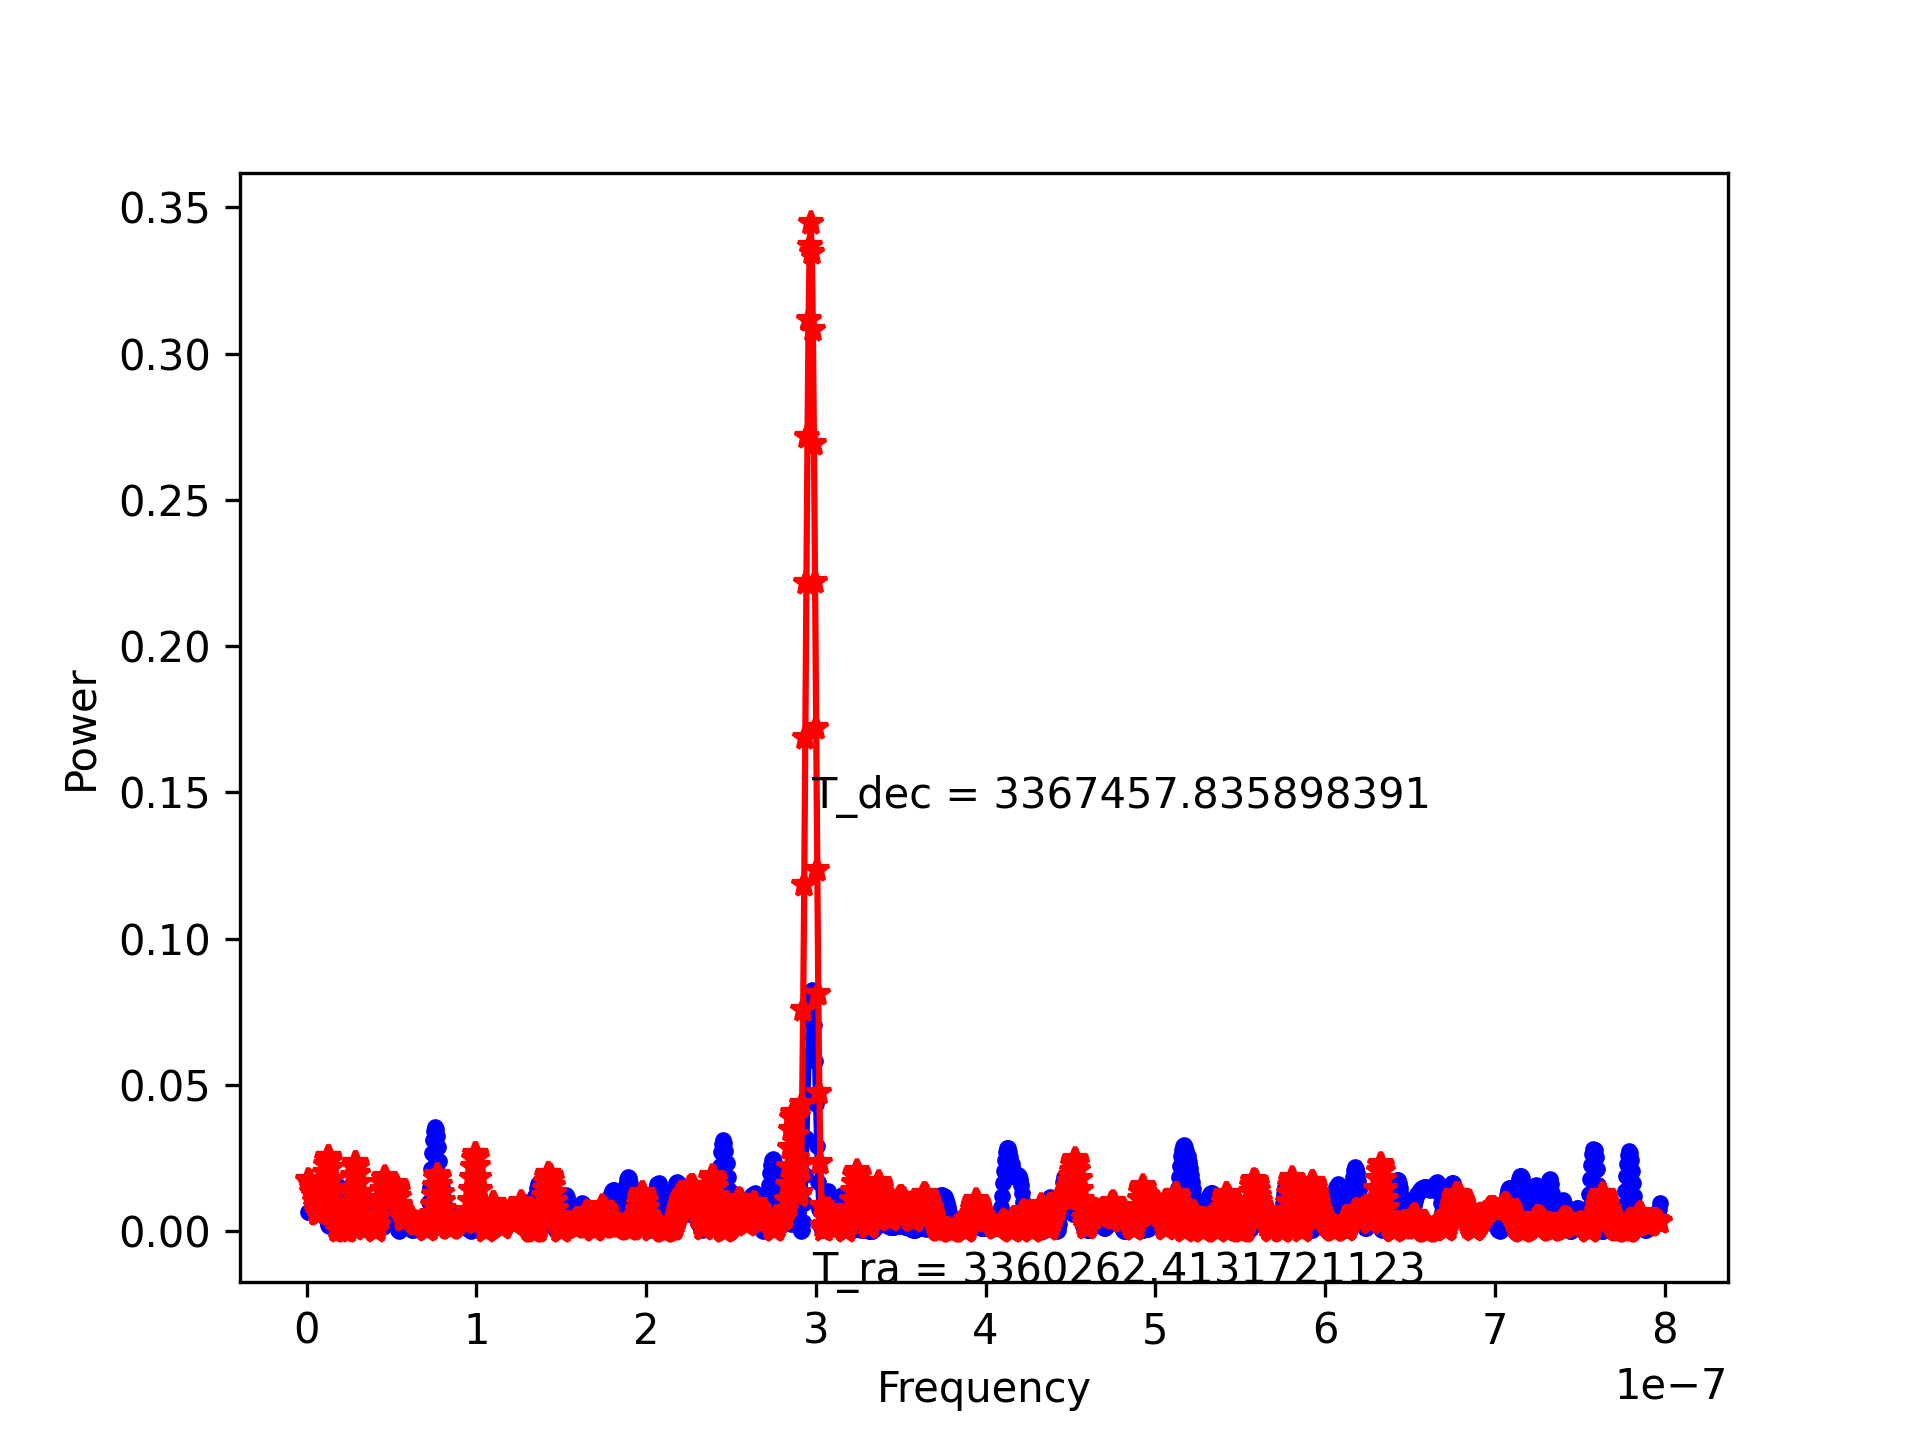 0.35
0.30
0.25
0.20
0.15
0.10
0.05
0.00
Power
T_dec = 3367457.835898391
T_ra = 3360262.4131721123
0 1 2 3 4 5 6 7 8
1e−7
Frequency